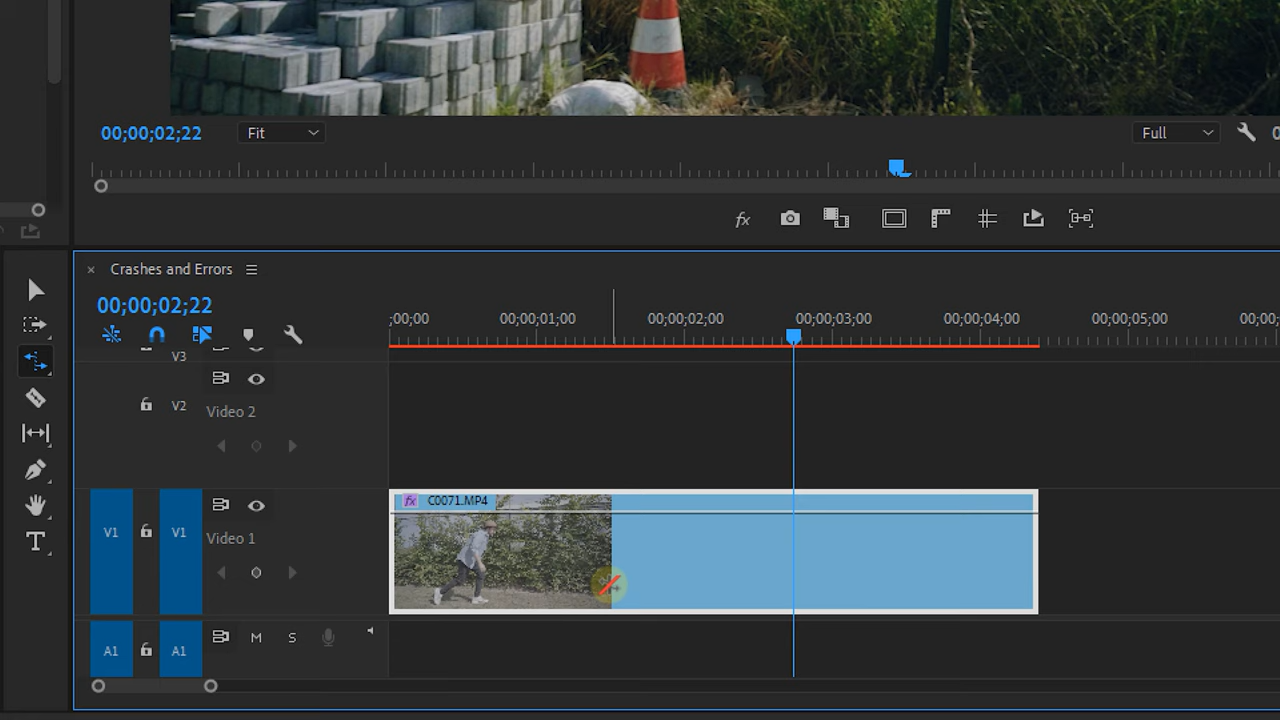 00;00;02;22 Fit Full 0
fx
× Crashes and Errors
00;00;02;22
;00;00 00;00;01;00 00;00;02;00 00;00;03;00 00;00;04;00 00;00;05;00 00;00;
V3
V2
Video 2
fx C0071.MP4
V1 V1
Video 1
T
A1 A1 M S